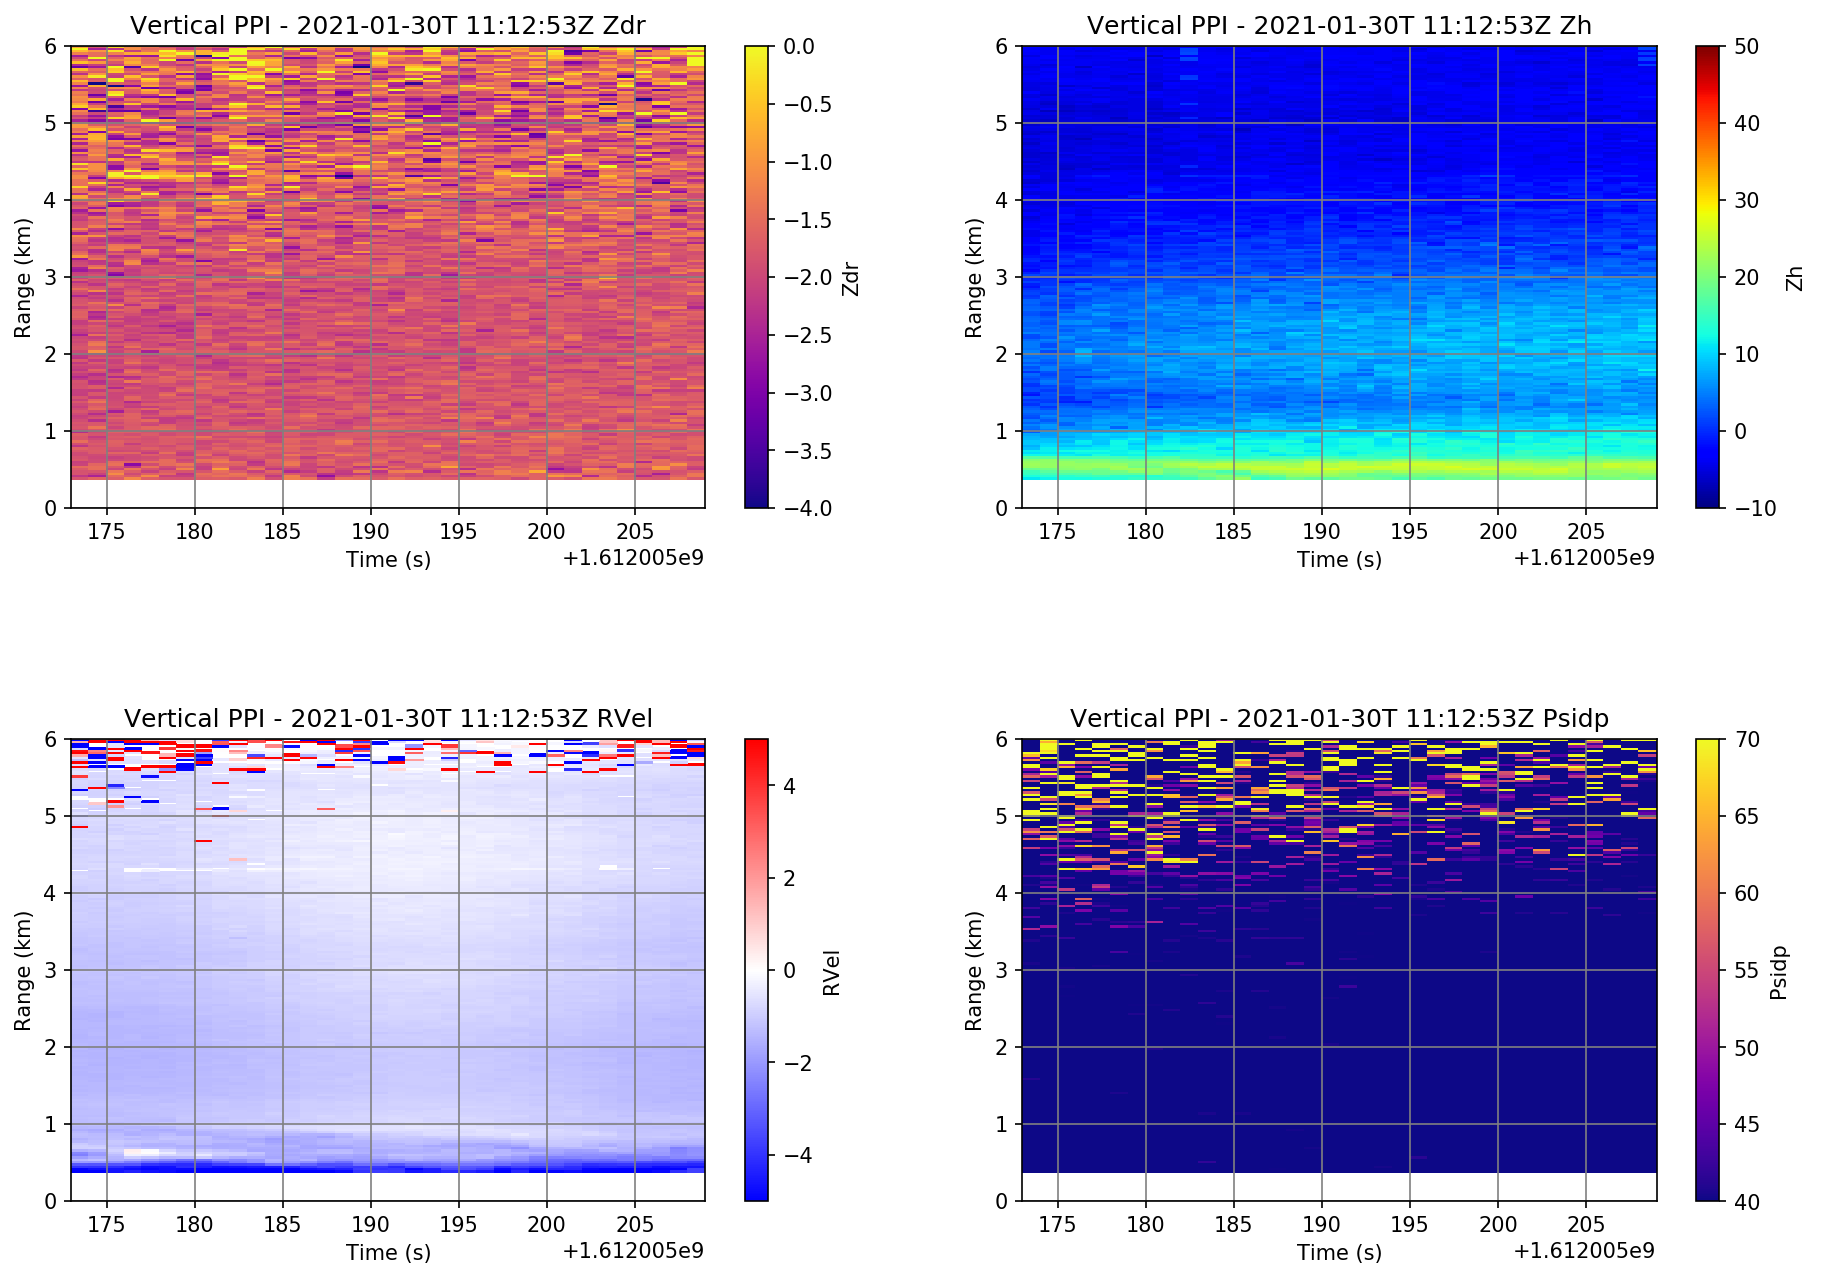 Vertical PPI - 2021-01-30T 11:12:53Z Zdr
6
5
4
3
2
1
0
Range (km)
175 180 185 190 195 200 205
Time (s)
+1.612005e9
0.0
−0.5
−1.0
−1.5
−2.0
−2.5
−3.0
−3.5
−4.0
Zdr
Vertical PPI - 2021-01-30T 11:12:53Z Zh
6
5
4
3
2
1
0
Range (km)
175 180 185 190 195 200 205
Time (s)
+1.612005e9
50
40
30
20
10
0
−10
Zh
Vertical PPI - 2021-01-30T 11:12:53Z RVel
6
5
4
3
2
1
0
Range (km)
175 180 185 190 195 200 205
Time (s)
+1.612005e9
4
2
0
−2
−4
RVel
Vertical PPI - 2021-01-30T 11:12:53Z Psidp
6
5
4
3
2
1
0
Range (km)
175 180 185 190 195 200 205
Time (s)
+1.612005e9
70
65
60
55
50
45
40
Psidp